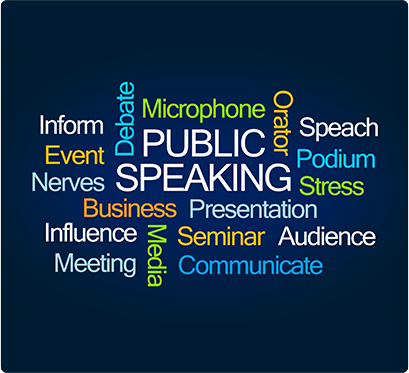 Debate
Microphone
Orator
Inform
PUBLIC
Speach
Event
Podium
Nerves
SPEAKING
Stress
Business
Presentation
Influence
Media
Seminar
Audience
Meeting
Communicate